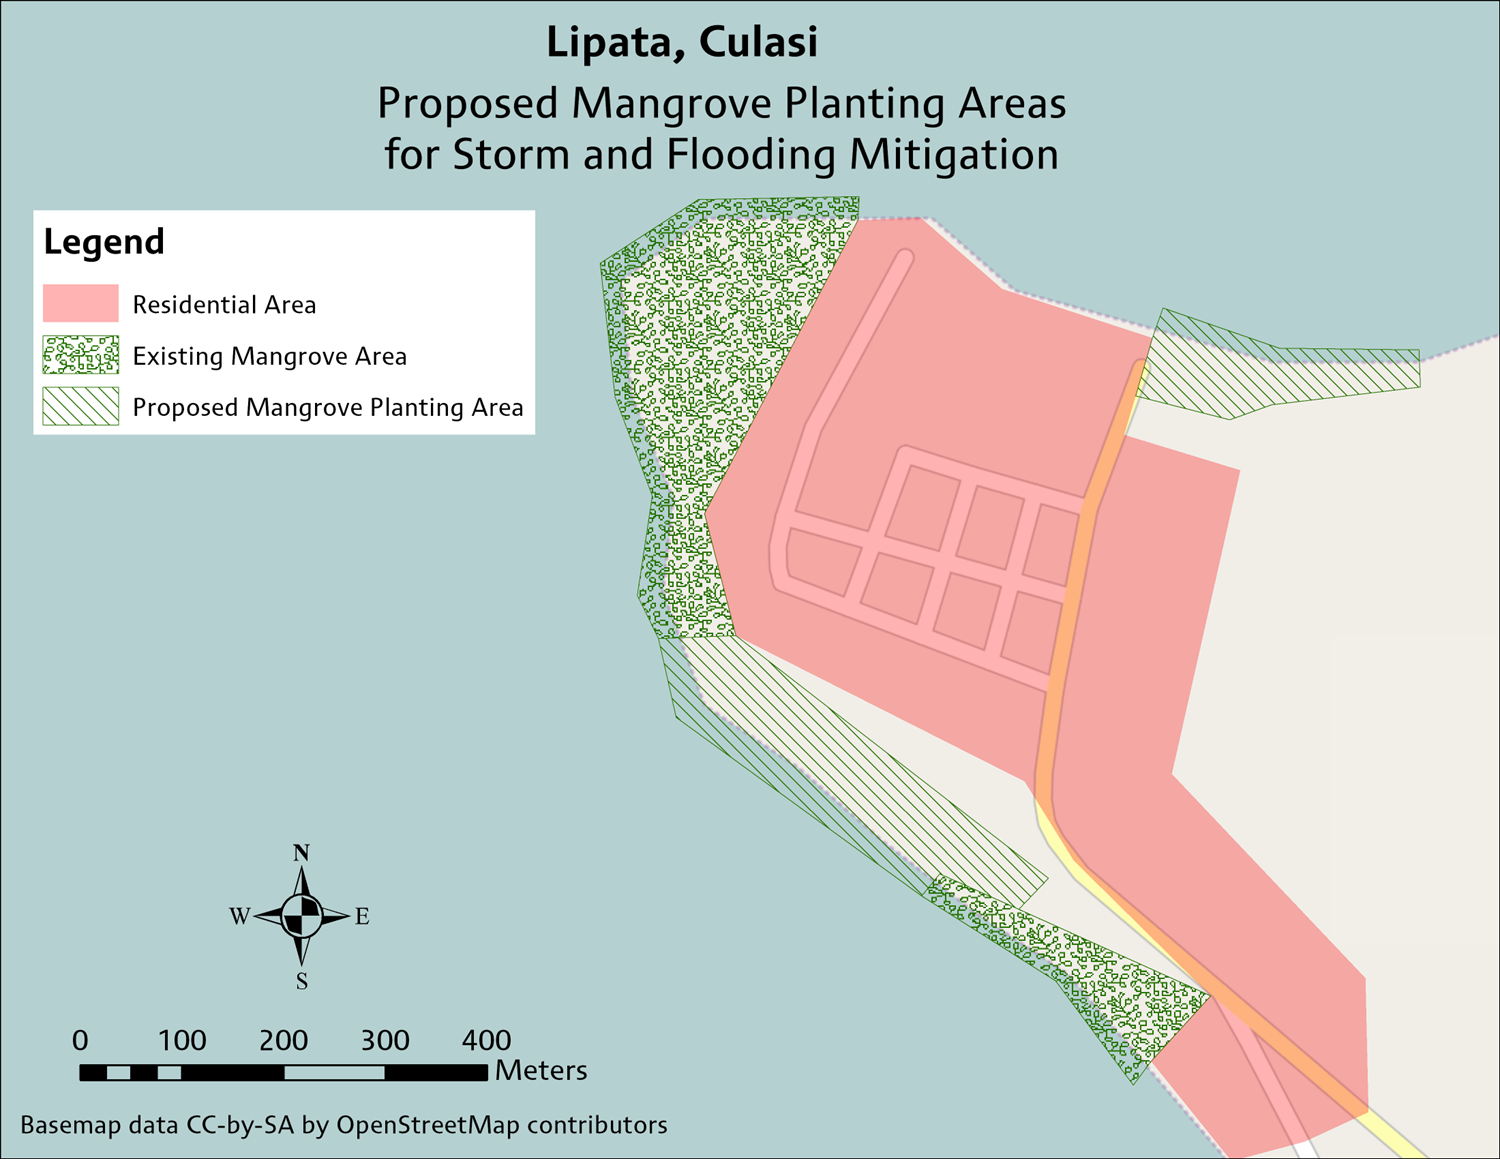 Lipata, Culasi
Proposed Mangrove Planting Areas
for Storm and Flooding Mitigation
Legend
Residential Area
Existing Mangrove Area
Proposed Mangrove Planting Area
N
W E
S
0 100 200 300 400
Meters
Basemap data CC-by-SA by OpenStreetMap contributors